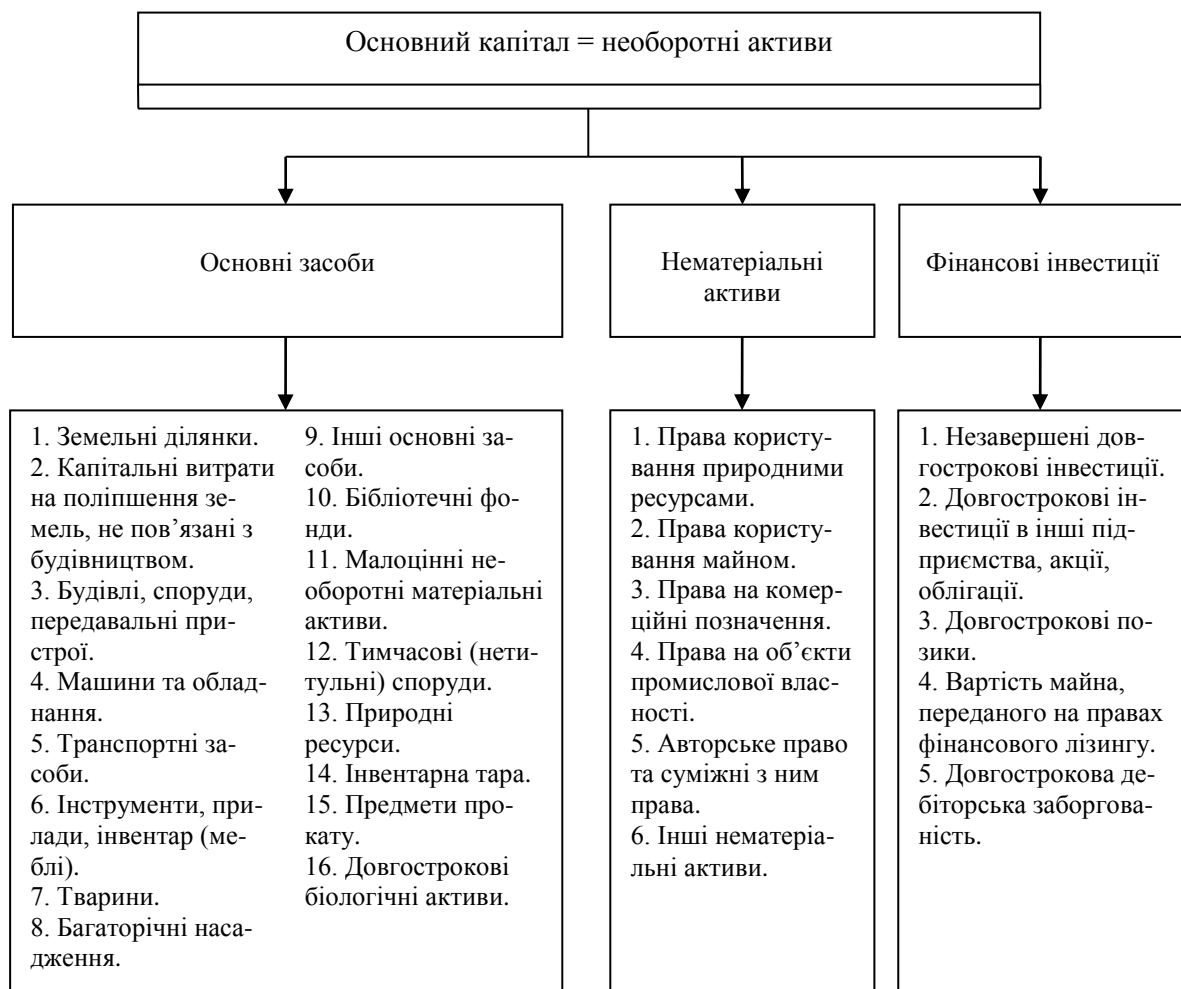 Основний капітал = необоротні активи
Основні засоби
Нематеріальні
активи
Фінансові інвестиції
1. Земельні ділянки.
2. Капітальні витрати
на поліпшення зе-
мель, не пов’язані з
будівництвом.
3. Будівлі, споруди,
передавальні при-
строї.
4. Машини та облад-
нання.
5. Транспортні за-
соби.
6. Інструменти, при-
лади, інвентар (ме-
блі).
7. Тварини.
8. Багаторічні наса-
дження.
9. Інші основні за-
соби.
10. Бібліотечні фо-
нди.
11. Малоцінні не-
оборотні матеріальні
активи.
12. Тимчасові (нети-
тульні) споруди.
13. Природні
ресурси.
14. Інвентарна тара.
15. Предмети про-
кату.
16. Довгострокові
біологічні активи.
1. Права користу-
вання природними
ресурсами.
2. Права користу-
вання майном.
3. Права на комер-
ційні позначення.
4. Права на об’єкти
промислової влас-
ності.
5. Авторське право
та суміжні з ним
права.
6. Інші нематеріа-
льні активи.
1. Незавершені дов-
гострокові інвестиції.
2. Довгострокові ін-
вестиції в інші під-
приємства, акції,
облігації.
3. Довгострокові по-
зики.
4. Вартість майна,
переданого на правах
фінансового лізингу.
5. Довгострокова де-
біторська заборгова-
ність.